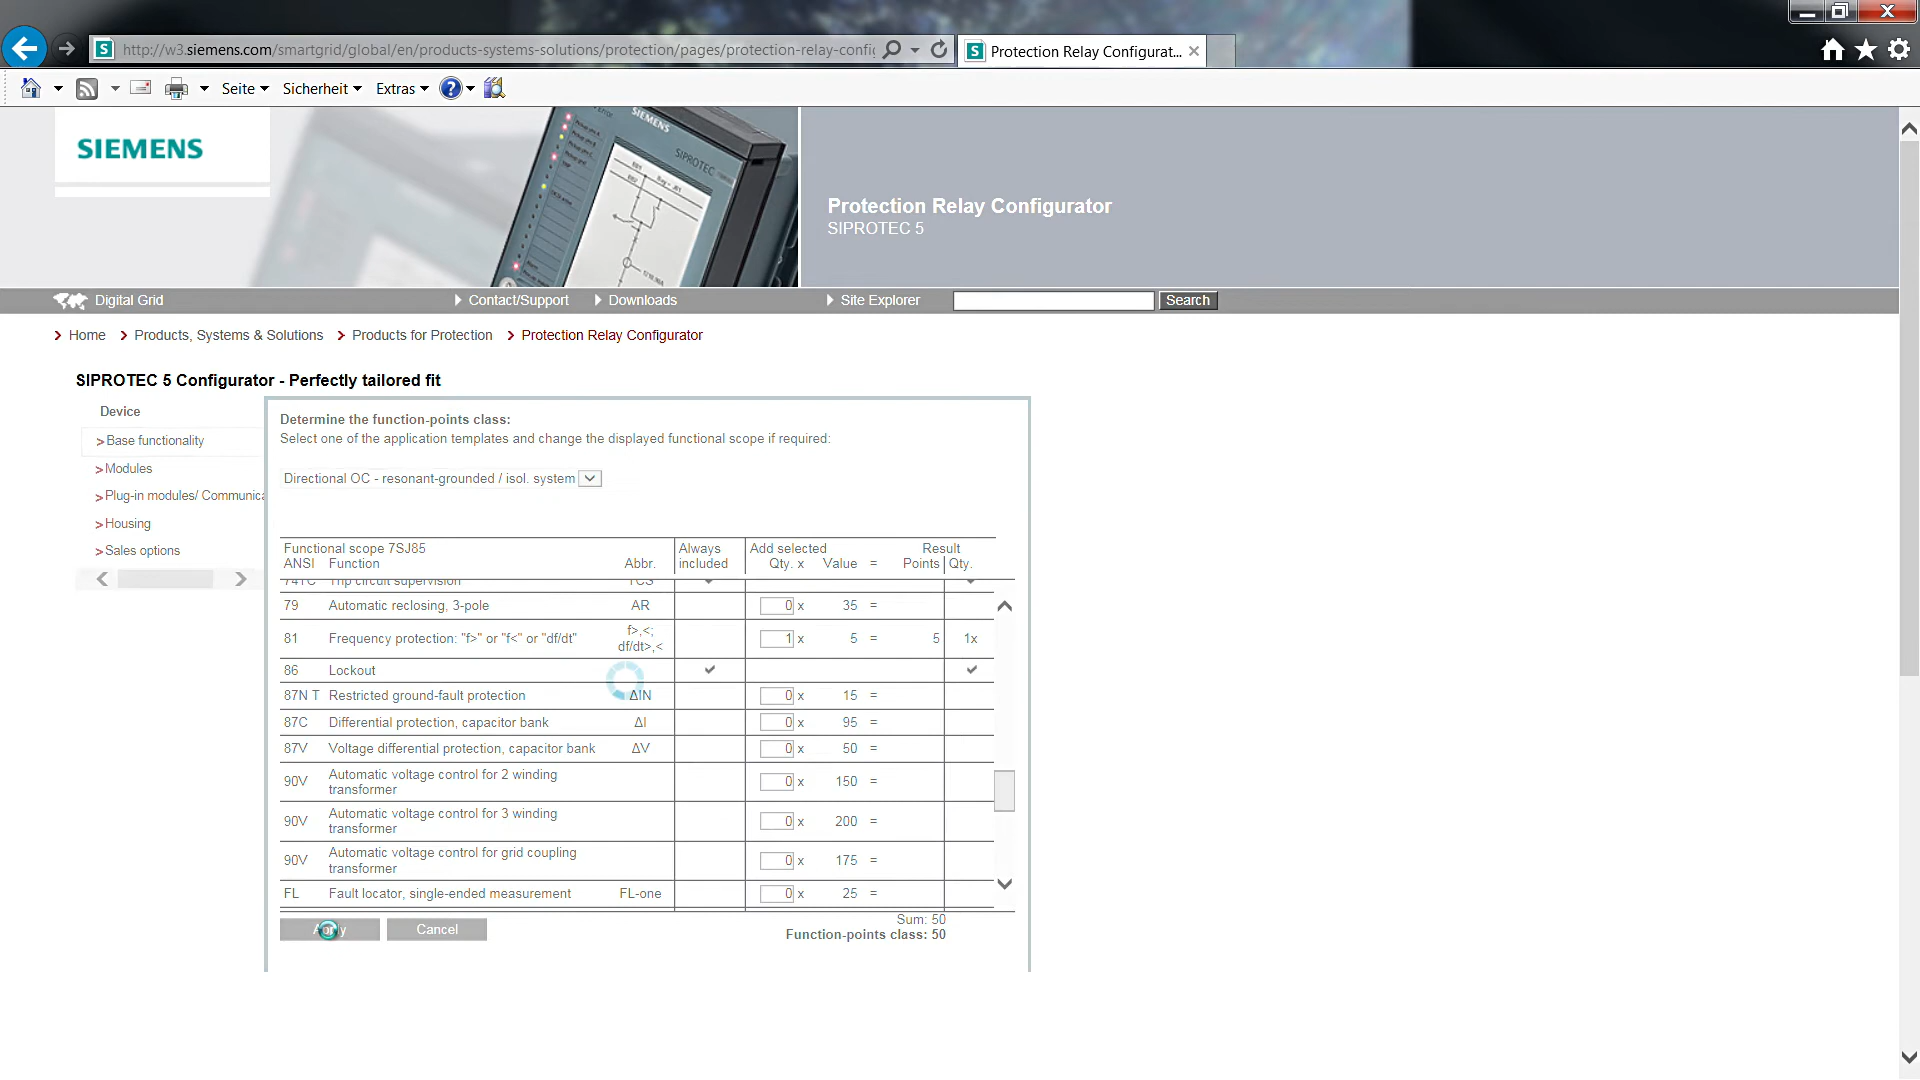 http://w3.siemens.com/smartgrid/global/en/products-systems-solutions/protection/pages/protection-relay-config
Protection Relay Configurat...
Seite
Sicherheit
Extras
SIEMENS
SIEMENS
SIPROTEC
Protection Relay Configurator
SIPROTEC 5
Digital Grid
Contact/Support
Downloads
Site Explorer
Search
Home
Products, Systems & Solutions
Products for Protection
Protection Relay Configurator
SIPROTEC 5 Configurator - Perfectly tailored fit
Device
Base functionality
Modules
Plug-in modules/ Communica
Housing
Sales options
Determine the function-points class:
Select one of the application templates and change the displayed functional scope if required:
Directional OC - resonant-grounded / isol. system
Functional scope 7SJ85 Always Add selected Result
ANSI Function Abbr. included Qty. x Value = Points Qty.
74TC Trip circuit supervision TCS
79 Automatic reclosing, 3-pole AR 0 x 35 =
81 Frequency protection: "f>" or "f<" or "df/dt" f>,<; df/dt>,< 1 x 5 = 5 1x
86 Lockout
87N T Restricted ground-fault protection ΔIN 0 x 15 =
87C Differential protection, capacitor bank ΔI 0 x 95 =
87V Voltage differential protection, capacitor bank ΔV 0 x 50 =
90V Automatic voltage control for 2 winding
transformer 0 x 150 =
90V Automatic voltage control for 3 winding
transformer 0 x 200 =
90V Automatic voltage control for grid coupling
transformer 0 x 175 =
FL Fault locator, single-ended measurement FL-one 0 x 25 =
Apply
Cancel
Sum: 50
Function-points class: 50